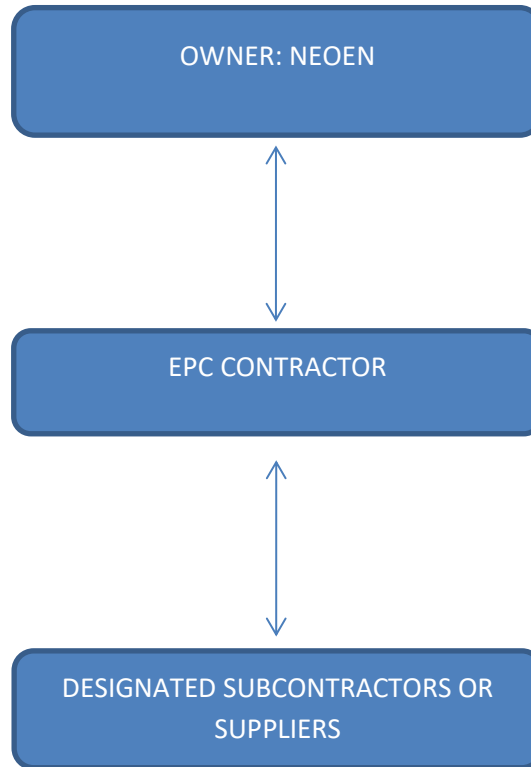 OWNER: NEOEN
EPC CONTRACTOR
DESIGNATED SUBCONTRACTORS OR
SUPPLIERS